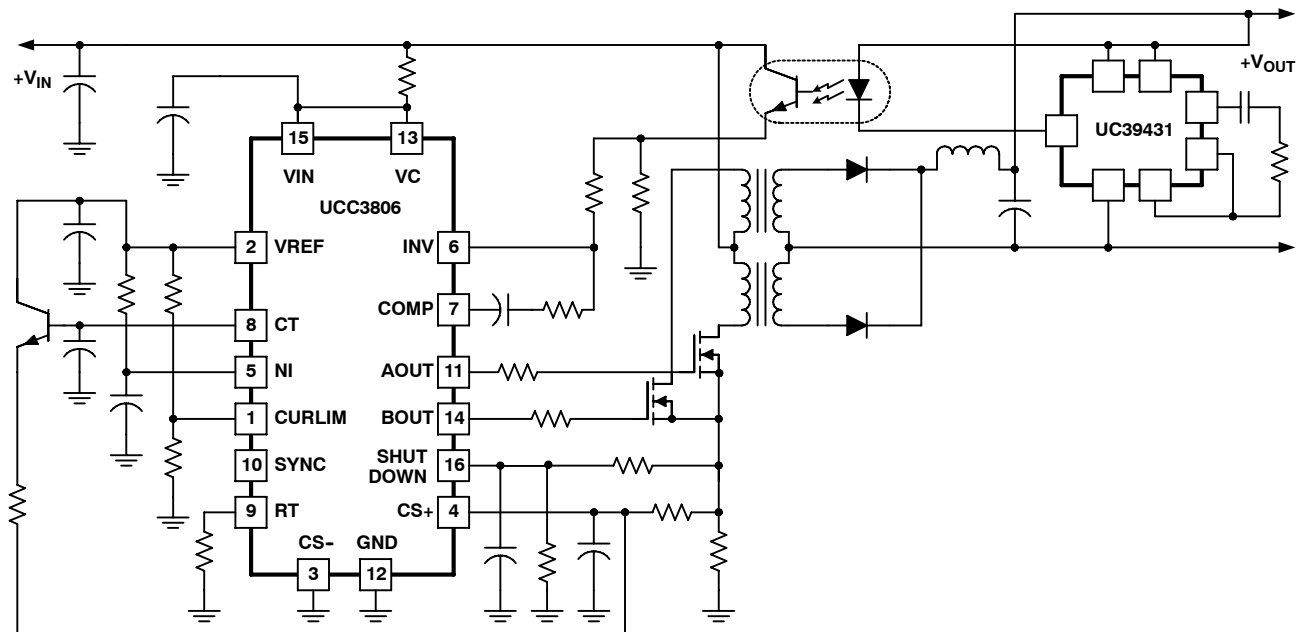 +VIN
+VOUT
UC39431
15
13
VIN
VC
UCC3806
2
VREF
INV
6
COMP
7
8
CT
5
NI
AOUT
11
1
CURLIM
BOUT
14
10
SYNC
SHUT
DOWN
16
9
RT
CS+
4
CS-
GND
3
12